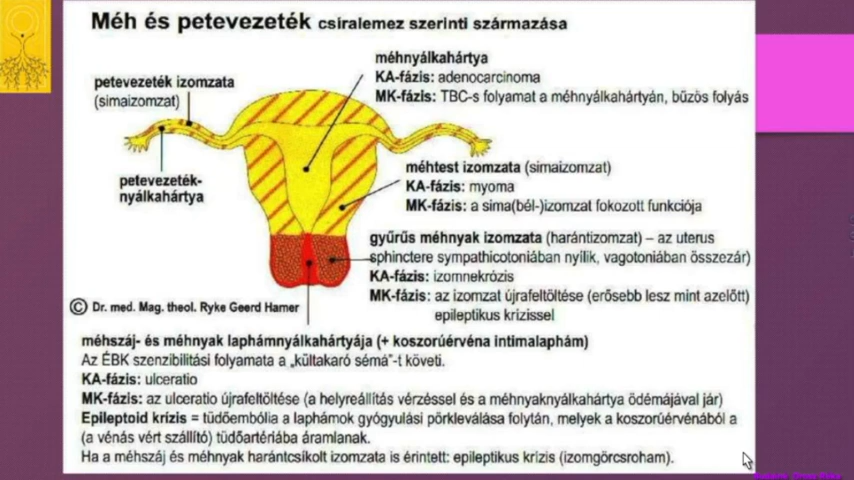 Méh és petevezeték csíralemez szerinti származása
méhnyálkahártya
KA-fázis: adenocarcinoma
MK-fázis: TBC-s folyamat a méhnyálkahártyán, bűzös folyás
petevezeték izomzata
(simaizomzat)
petevezeték-
nyálkahártya
méhtest izomzata (simaizomzat)
KA-fázis: myoma
MK-fázis: a sima(bél-)izomzat fokozott funkciója
gyűrűs méhnyak izomzata (harántizomzat) – az uterus
sphinctere sympathicotoniában nyílik, vagotoniában összezár)
KA-fázis: izomnekrózis
MK-fázis: az izomzat újrafeltöltése (erősebb lesz mint azelőtt)
epileptikus krízissel
© Dr. med. Mag. theol. Ryke Geerd Hamer
méhszáj- és méhnyak laphámnyálkahártyája (+ koszorúérvéna intimalaphám)
Az ÉBK szenzibilitási folyamata a „kültakaró sémá"-t követi.
KA-fázis: ulceratio
MK-fázis: az ulceratio újrafeltöltése (a helyreállítás vérzéssel és a méhnyaknyálkahártya ödémájával jár)
Epileptoid krízis = tüdőembólia a laphámok gyógyulási pörkleválása folytán, melyek a koszorúérvénából a
(a vénás vért szállító) tüdőartériába áramlanak.
Ha a méhszáj és méhnyak harántcsíkolt izomzata is érintett: epileptikus krízis (izomgörcsroham).